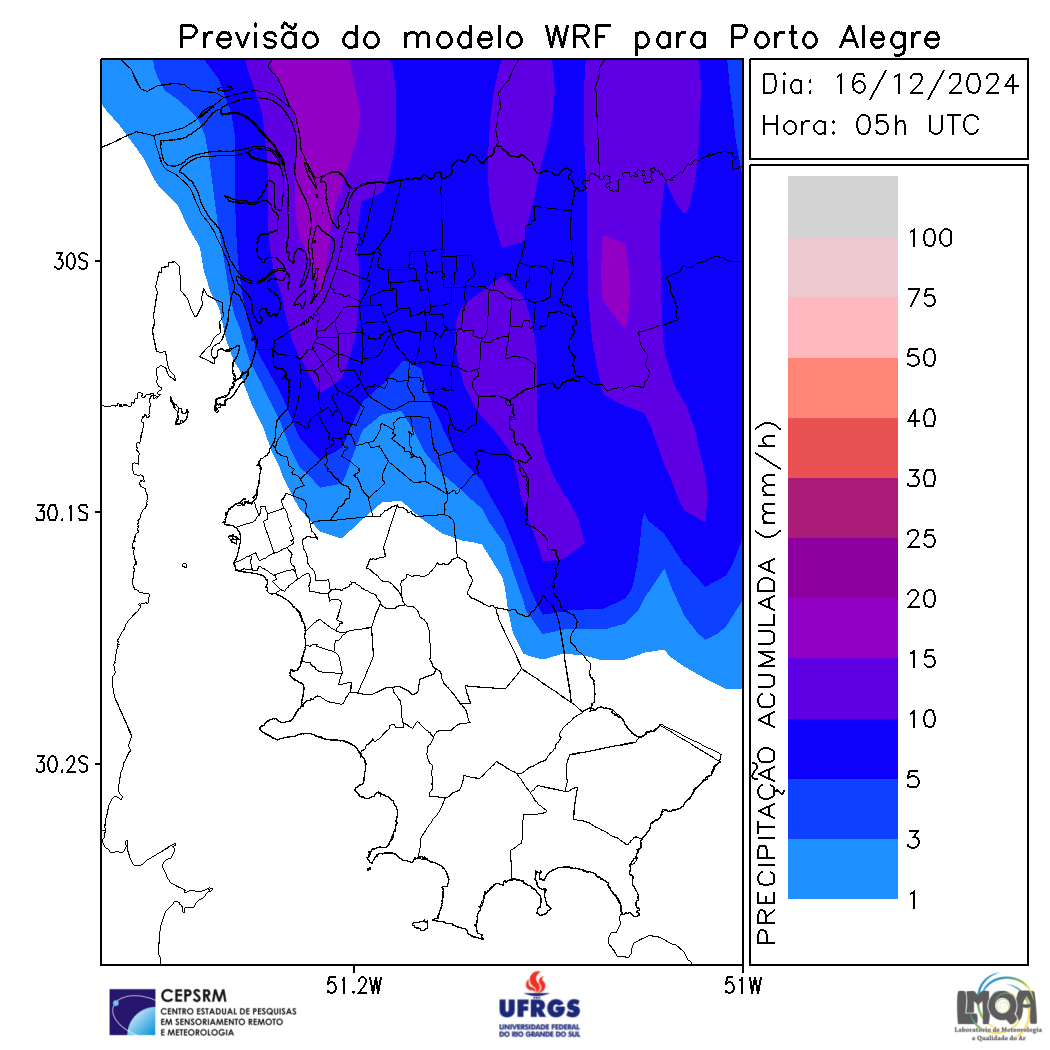 Previsão do modelo WRF para Porto Alegre
Dia: 16/12/2024
Hora: 05h UTC
30S
30.1S
30.2S
51.2W
51W
PRECIPITAÇÃO ACUMULADA (mm/h)
100
75
50
40
30
25
20
15
10
5
3
1
CEPSRM
CENTRO ESTADUAL DE PESQUISAS
EM SENSORIAMENTO REMOTO
E METEOROLOGIA
UFRGS
UNIVERSIDADE FEDERAL
DO RIO GRANDE DO SUL
LMQA
Laboratório de Meteorologia
e Qualidade do Ar